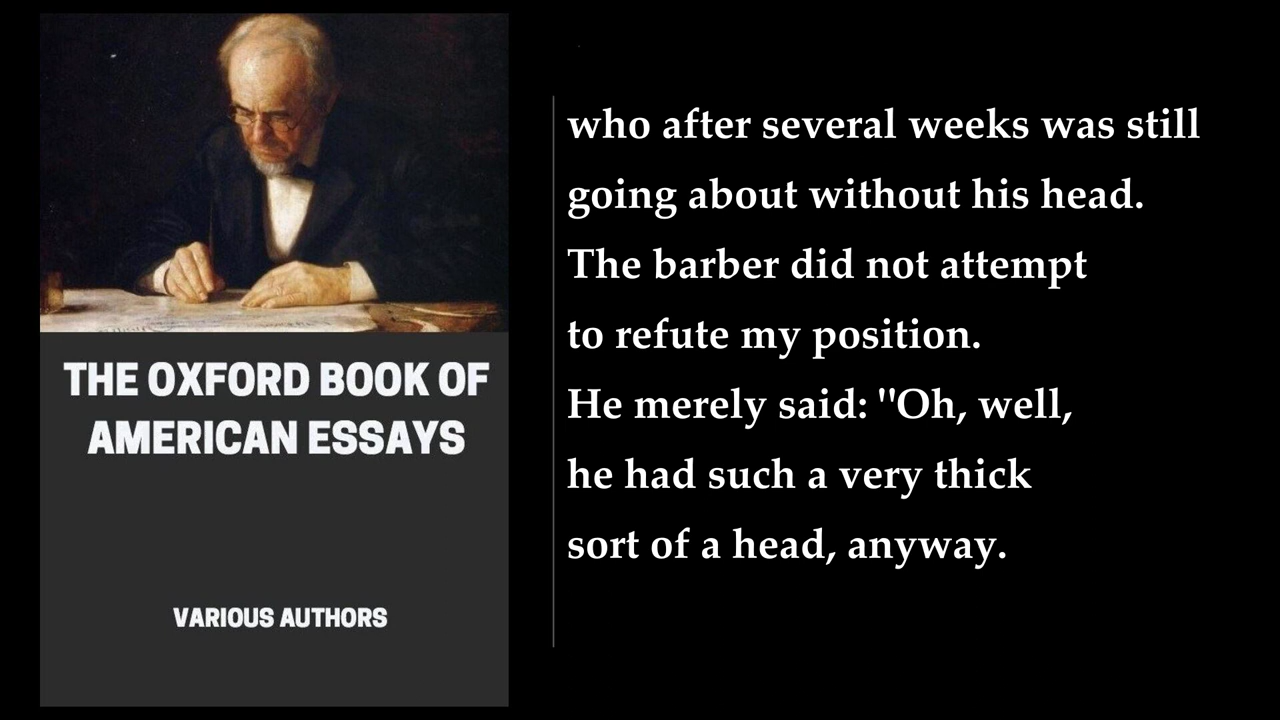 THE OXFORD BOOK OF
AMERICAN ESSAYS
VARIOUS AUTHORS
who after several weeks was still
going about without his head.
The barber did not attempt
to refute my position.
He merely said: "Oh, well,
he had such a very thick
sort of a head, anyway.